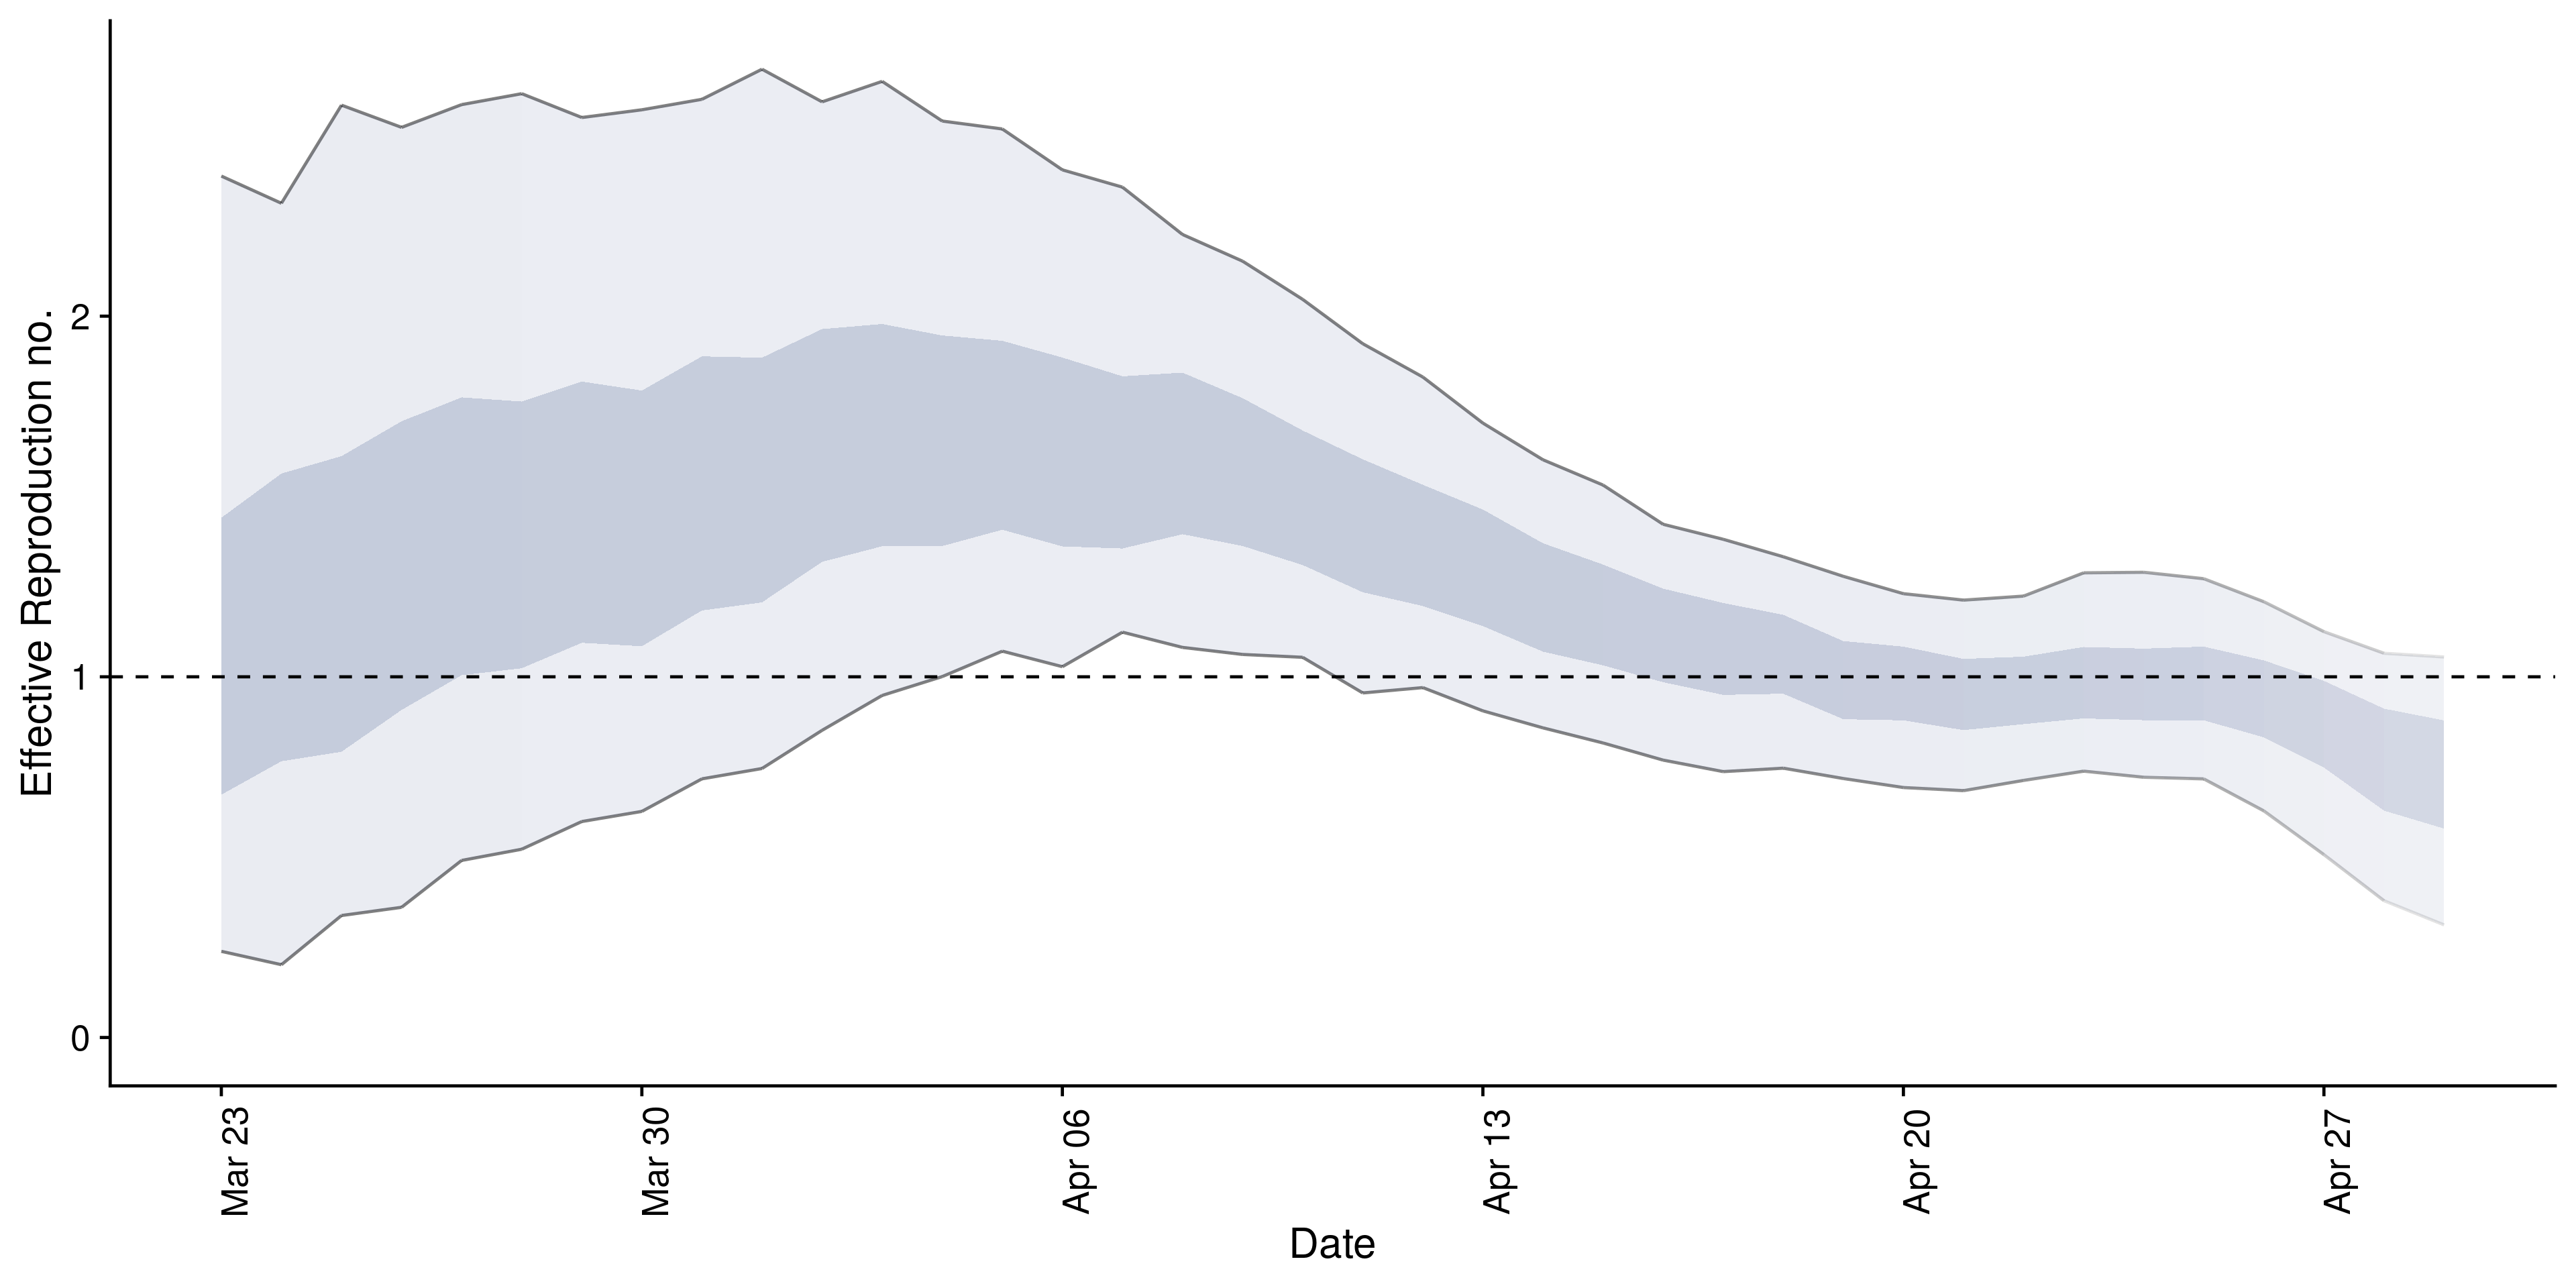 Effective Reproduction no.
2
1
0
Mar 23
Mar 30
Apr 06
Apr 13
Apr 20
Apr 27
Date